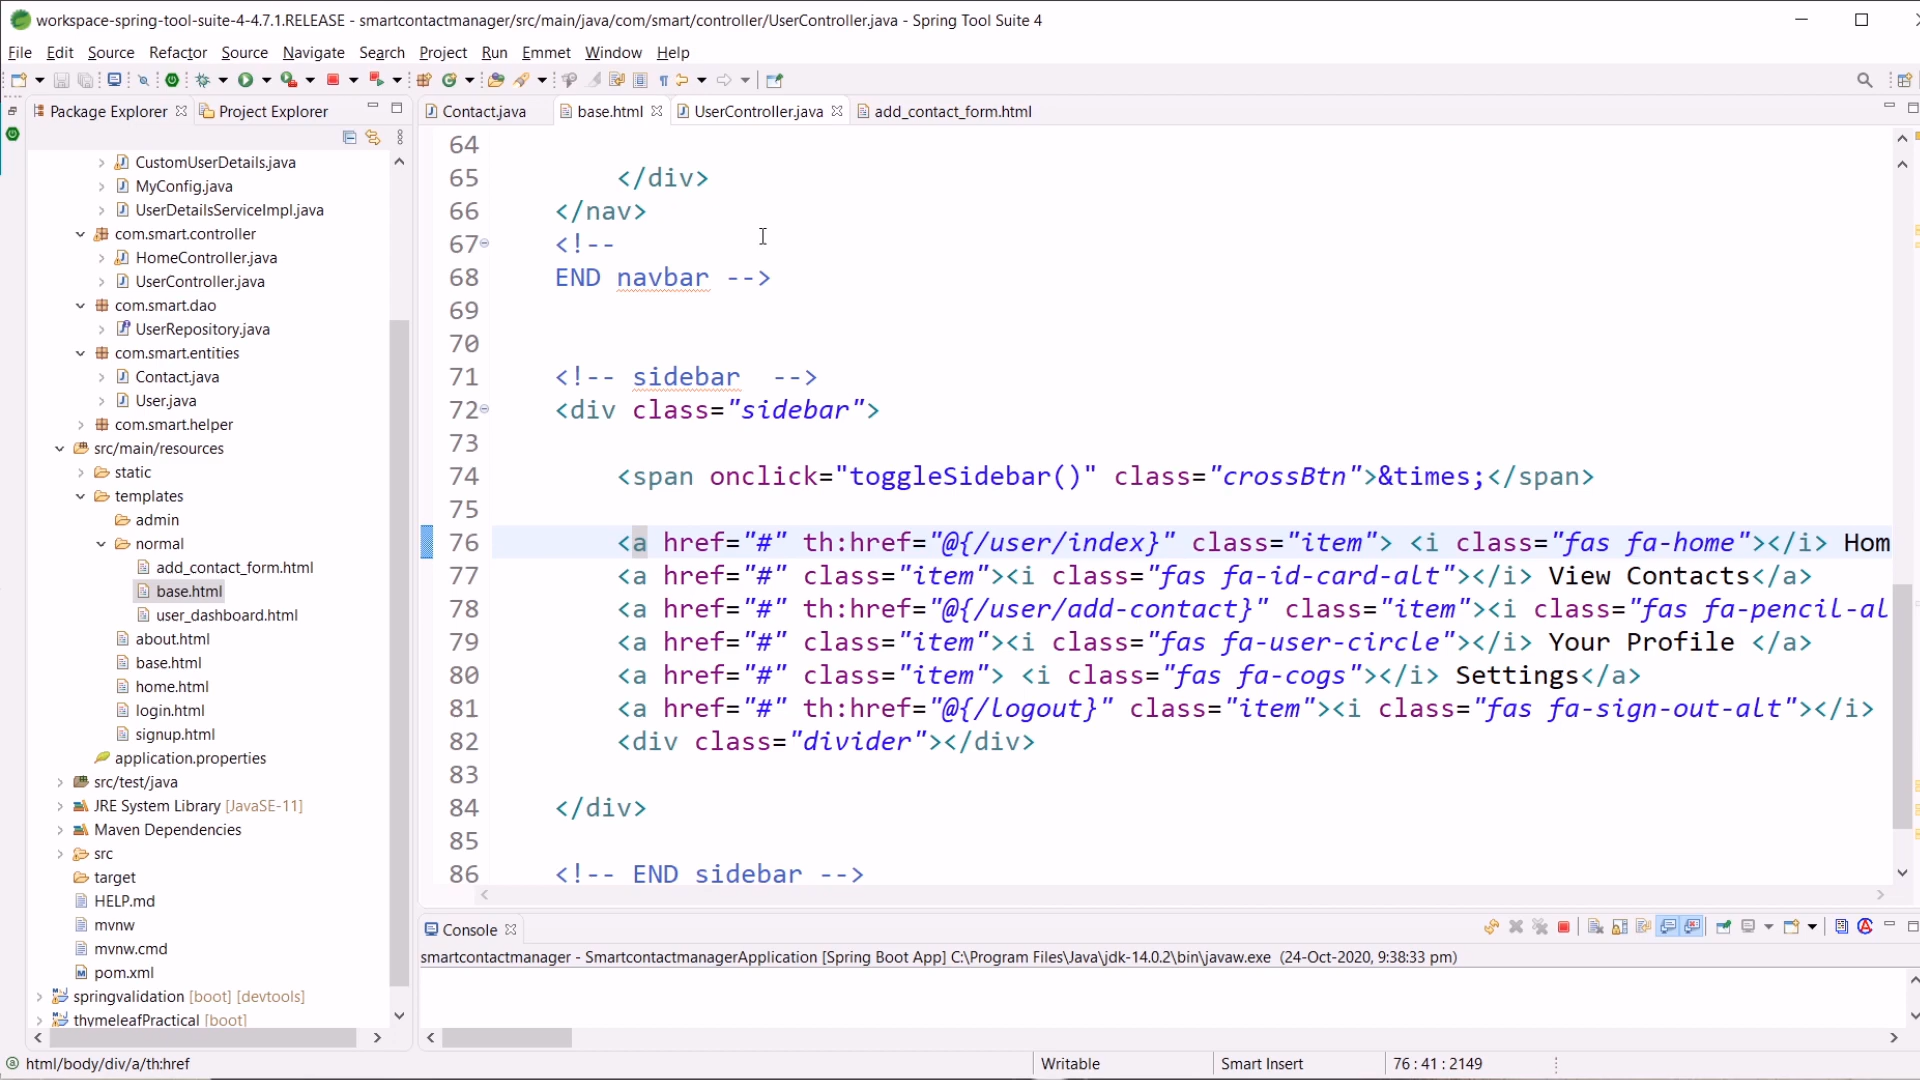 workspace-spring-tool-suite-4-4.7.1.RELEASE - smartcontactmanager/src/main/java/com/smart/controller/UserController.java - Spring Tool Suite 4
File Edit Source Refactor Source Navigate Search Project Run Emmet Window Help
Package Explorer Project Explorer
Contact.java base.html UserController.java add_contact_form.html
CustomUserDetails.java
MyConfig.java
UserDetailsServiceImpl.java
com.smart.controller
HomeController.java
UserController.java
com.smart.dao
UserRepository.java
com.smart.entities
Contact.java
User.java
com.smart.helper
src/main/resources
static
templates
admin
normal
add_contact_form.html
base.html
user_dashboard.html
about.html
base.html
home.html
login.html
signup.html
application.properties
src/test/java
JRE System Library [JavaSE-11]
Maven Dependencies
src
target
HELP.md
mvnw
mvnw.cmd
pom.xml
springvalidation [boot] [devtools]
thymeleafPractical [boot]
64
65 </div>
66 </nav>
67 <!--
68 END navbar -->
69
70
71 <!-- sidebar -->
72 <div class="sidebar">
73
74 <span onclick="toggleSidebar()" class="crossBtn">&times;</span>
75
76 <a href="#" th:href="@{/user/index}" class="item"> <i class="fas fa-home"></i> Hom
77 <a href="#" class="item"><i class="fas fa-id-card-alt"></i> View Contacts</a>
78 <a href="#" th:href="@{/user/add-contact}" class="item"><i class="fas fa-pencil-al
79 <a href="#" class="item"><i class="fas fa-user-circle"></i> Your Profile </a>
80 <a href="#" class="item"> <i class="fas fa-cogs"></i> Settings</a>
81 <a href="#" th:href="@{/logout}" class="item"><i class="fas fa-sign-out-alt"></i>
82 <div class="divider"></div>
83
84 </div>
85
86 <!-- END sidebar -->
Console
smartcontactmanager - SmartcontactmanagerApplication [Spring Boot App] C:\Program Files\Java\jdk-14.0.2\bin\javaw.exe (24-Oct-2020, 9:38:33 pm)
html/body/div/a/th:href Writable Smart Insert 76 : 41 : 2149